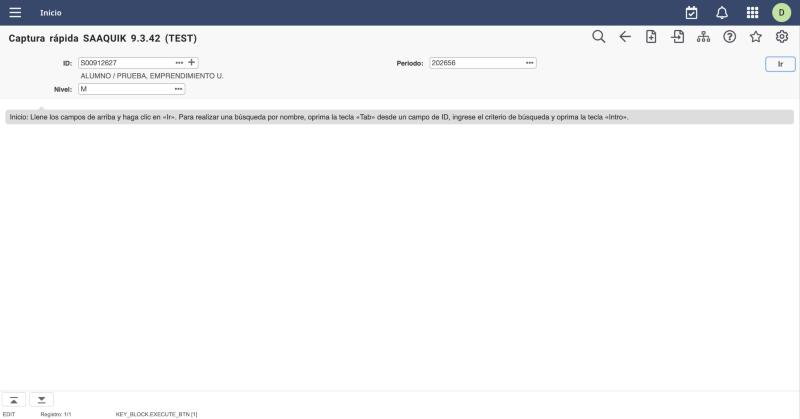 Inicio
D
Captura rápida SAAQUIK 9.3.42 (TEST)
ID: S00912627 ••• +
Periodo: 202656 •••
Ir
ALUMNO / PRUEBA, EMPRENDIMIENTO U.
Nivel: M •••
Inicio: Llene los campos de arriba y haga clic en «Ir». Para realizar una búsqueda por nombre, oprima la tecla «Tab» desde un campo de ID, ingrese el criterio de búsqueda y oprima la tecla «Intro».
EDIT Registro: 1/1 KEY_BLOCK.EXECUTE_BTN [1]